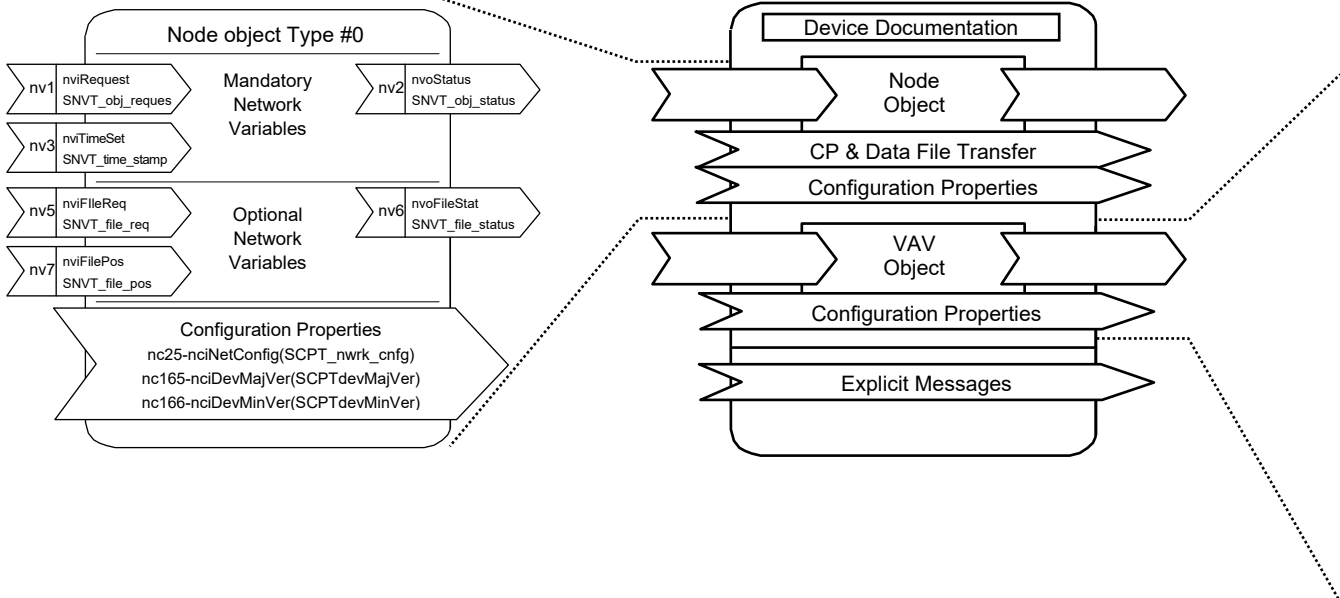 Node object Type #0
nv1
nviRequest
SNVT_obj_reques
Mandatory
Network
Variables
nv2
nvoStatus
SNVT_obj_status
nv3
nviTimeSet
SNVT_time_stamp
nv5
nviFIleReq
SNVT_file_req
Optional
Network
Variables
nv6
nvoFileStat
SNVT_file_status
nv7
nviFilePos
SNVT_file_pos
Configuration Properties
nc25-nciNetConfig(SCPT_nwrk_cnfg)
nc165-nciDevMajVer(SCPTdevMajVer)
nc166-nciDevMinVer(SCPTdevMinVer)
Device Documentation
Node
Object
CP & Data File Transfer
Configuration Properties
VAV
Object
Configuration Properties
Explicit Messages